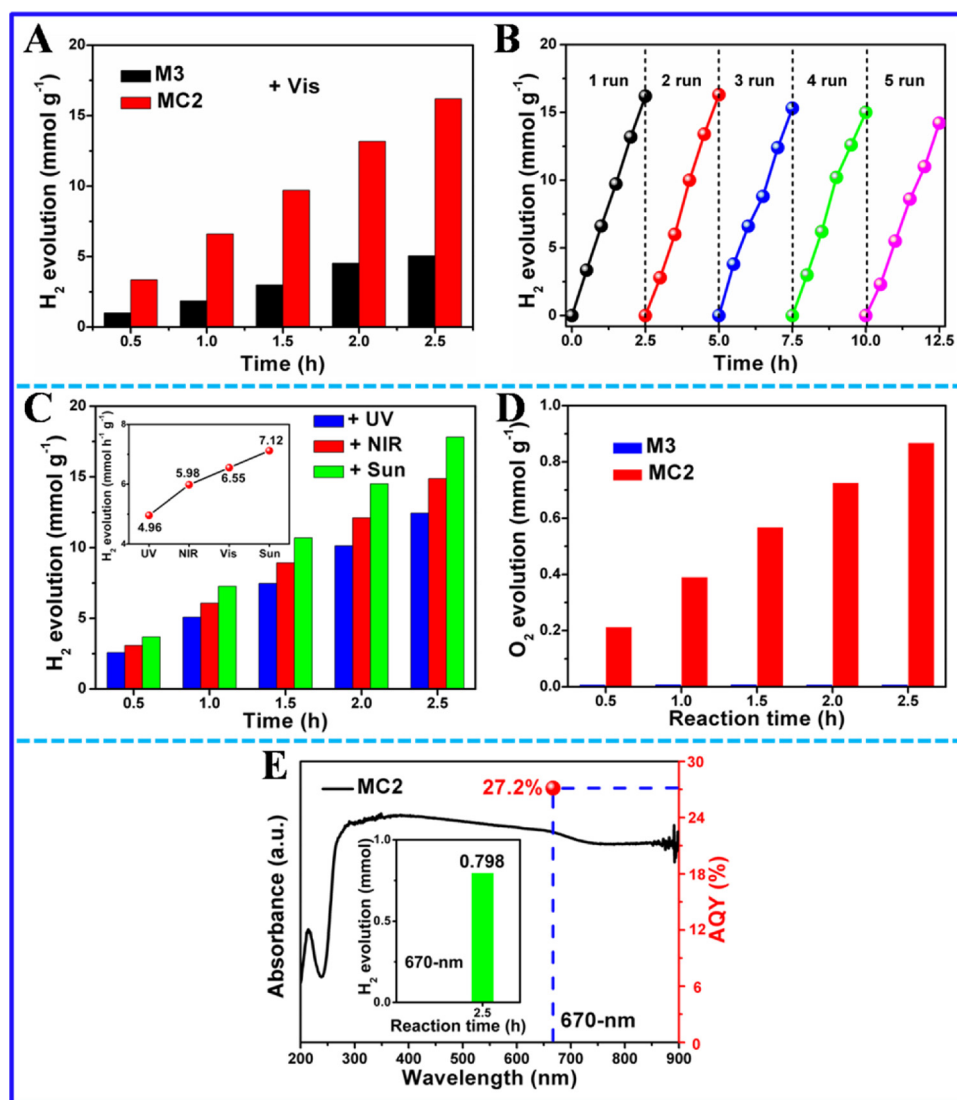 A
H₂ evolution (mmol g⁻¹)
20
15
10
5
0
M3
MC2
+ Vis
0.5 1.0 1.5 2.0 2.5
Time (h)
B
H₂ evolution (mmol g⁻¹)
20
15
10
5
0
1 run 2 run 3 run 4 run 5 run
0.0 2.5 5.0 7.5 10.0 12.5
Time (h)
C
H₂ evolution (mmol g⁻¹)
20
15
10
5
0
+ UV
+ NIR
+ Sun
H₂ evolution (mmol h⁻¹ g⁻¹)
8
6
4
4.96
5.98
6.55
7.12
UV NIR Vis Sun
0.5 1.0 1.5 2.0 2.5
Time (h)
D
O₂ evolution (mmol g⁻¹)
1.0
0.8
0.6
0.4
0.2
0.0
M3
MC2
0.5 1.0 1.5 2.0 2.5
Reaction time (h)
E
Absorbance (a.u.)
MC2
27.2%
H₂ evolution (mmol)
1.0
0.5
0.0
0.798
670-nm
2.5
Reaction time (h)
670-nm
30
24
18
12
6
0
AQY (%)
200 300 400 500 600 700 800 900
Wavelength (nm)